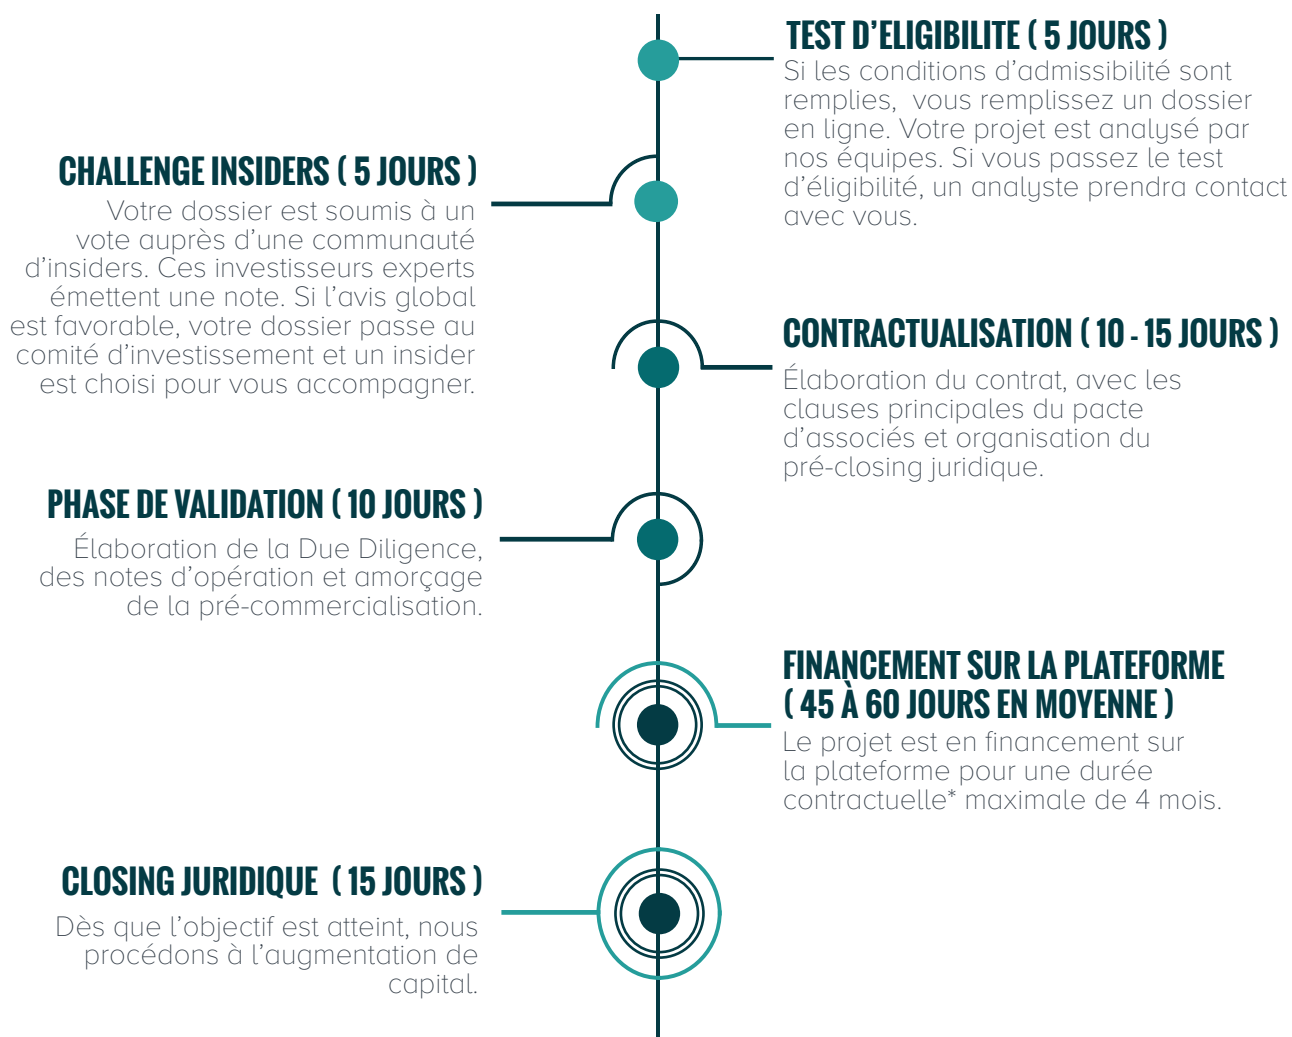 TEST D’ELIGIBILITE ( 5 JOURS )
Si les conditions d’admissibilité sont
remplies, vous remplissez un dossier
en ligne. Votre projet est analysé par
nos équipes. Si vous passez le test
d’éligibilité, un analyste prendra contact
avec vous.
CHALLENGE INSIDERS ( 5 JOURS )
Votre dossier est soumis à un
vote auprès d’une communauté
d’insiders. Ces investisseurs experts
émettent une note. Si l’avis global
est favorable, votre dossier passe au
comité d’investissement et un insider
est choisi pour vous accompagner.
CONTRACTUALISATION ( 10 - 15 JOURS )
Élaboration du contrat, avec les
clauses principales du pacte
d’associés et organisation du
pré-closing juridique.
PHASE DE VALIDATION ( 10 JOURS )
Élaboration de la Due Diligence,
des notes d’opération et amorçage
de la pré-commercialisation.
FINANCEMENT SUR LA PLATEFORME
( 45 À 60 JOURS EN MOYENNE )
Le projet est en financement sur
la plateforme pour une durée
contractuelle* maximale de 4 mois.
CLOSING JURIDIQUE ( 15 JOURS )
Dès que l’objectif est atteint, nous
procédons à l’augmentation de
capital.